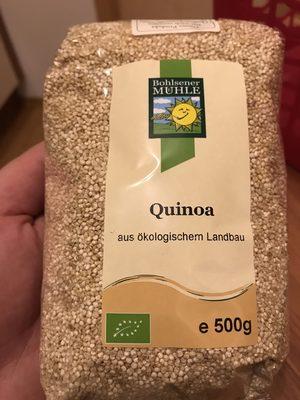 Bohlsener
MÜHLE
Quinoa
aus ökologischem Landbau
e 500g